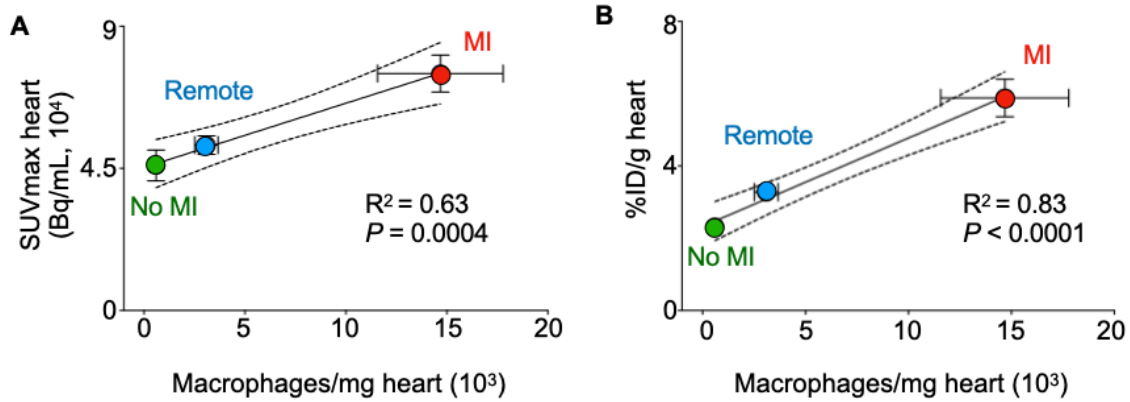 A
SUVmax heart
(Bq/mL, 10⁴)
9
4.5
0
No MI
Remote
MI
R² = 0.63
P = 0.0004
0 5 10 15 20
Macrophages/mg heart (10³)
B
%ID/g heart
8
4
0
No MI
Remote
MI
R² = 0.83
P < 0.0001
0 5 10 15 20
Macrophages/mg heart (10³)